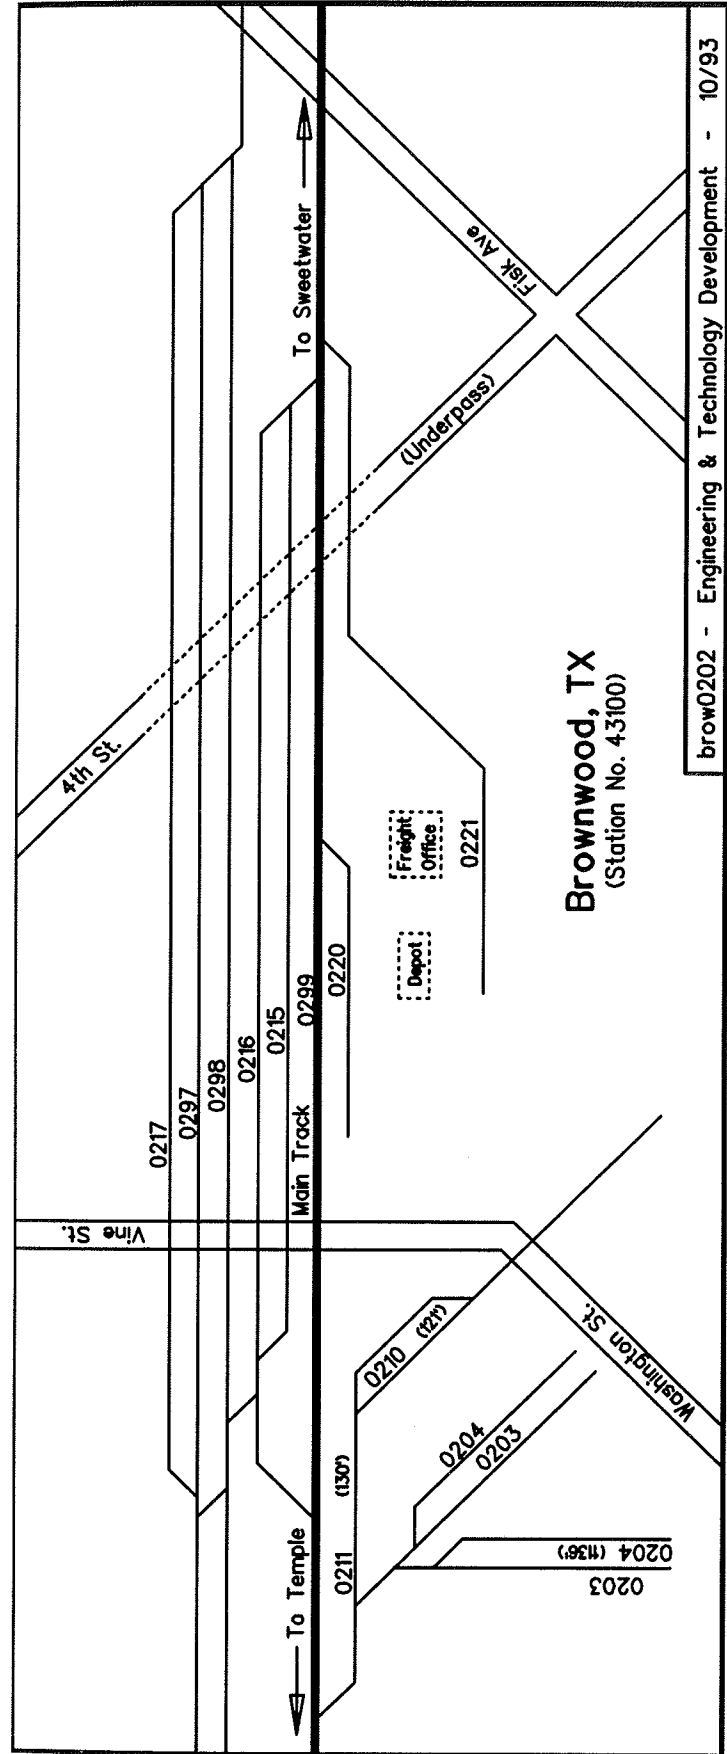 4th St.
To Sweetwater
Fisk Ave
(Underpass)
0217
0297
0298
0216
0215
0299
Main Track
0220
Freight
Office
0221
Depot
Vine St.
Washington St.
To Temple
0211
(130')
0210
(121')
0204
0203
0204 (1136')
0203
Brownwood, TX
(Station No. 43100)
brow0202 - Engineering & Technology Development - 10/93